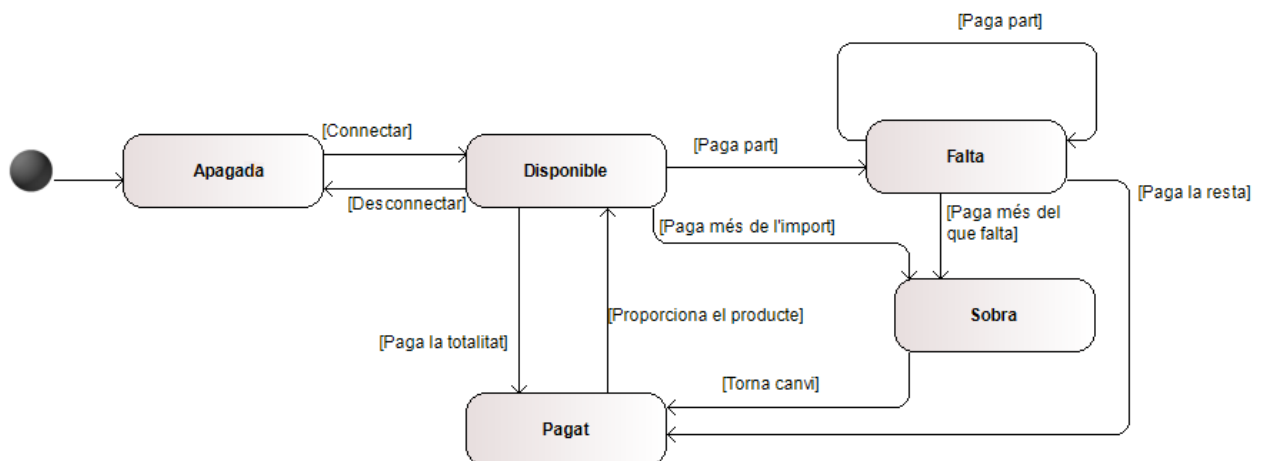 [Paga part]
[Connectar]
[Paga part]
Falta
Apagada
Disponible
[Desconnectar]
[Paga la resta]
[Paga més de l'import]
[Paga més del
que falta]
[Proporciona el producte]
Sobra
[Paga la totalitat]
[Torna canvi]
Pagat